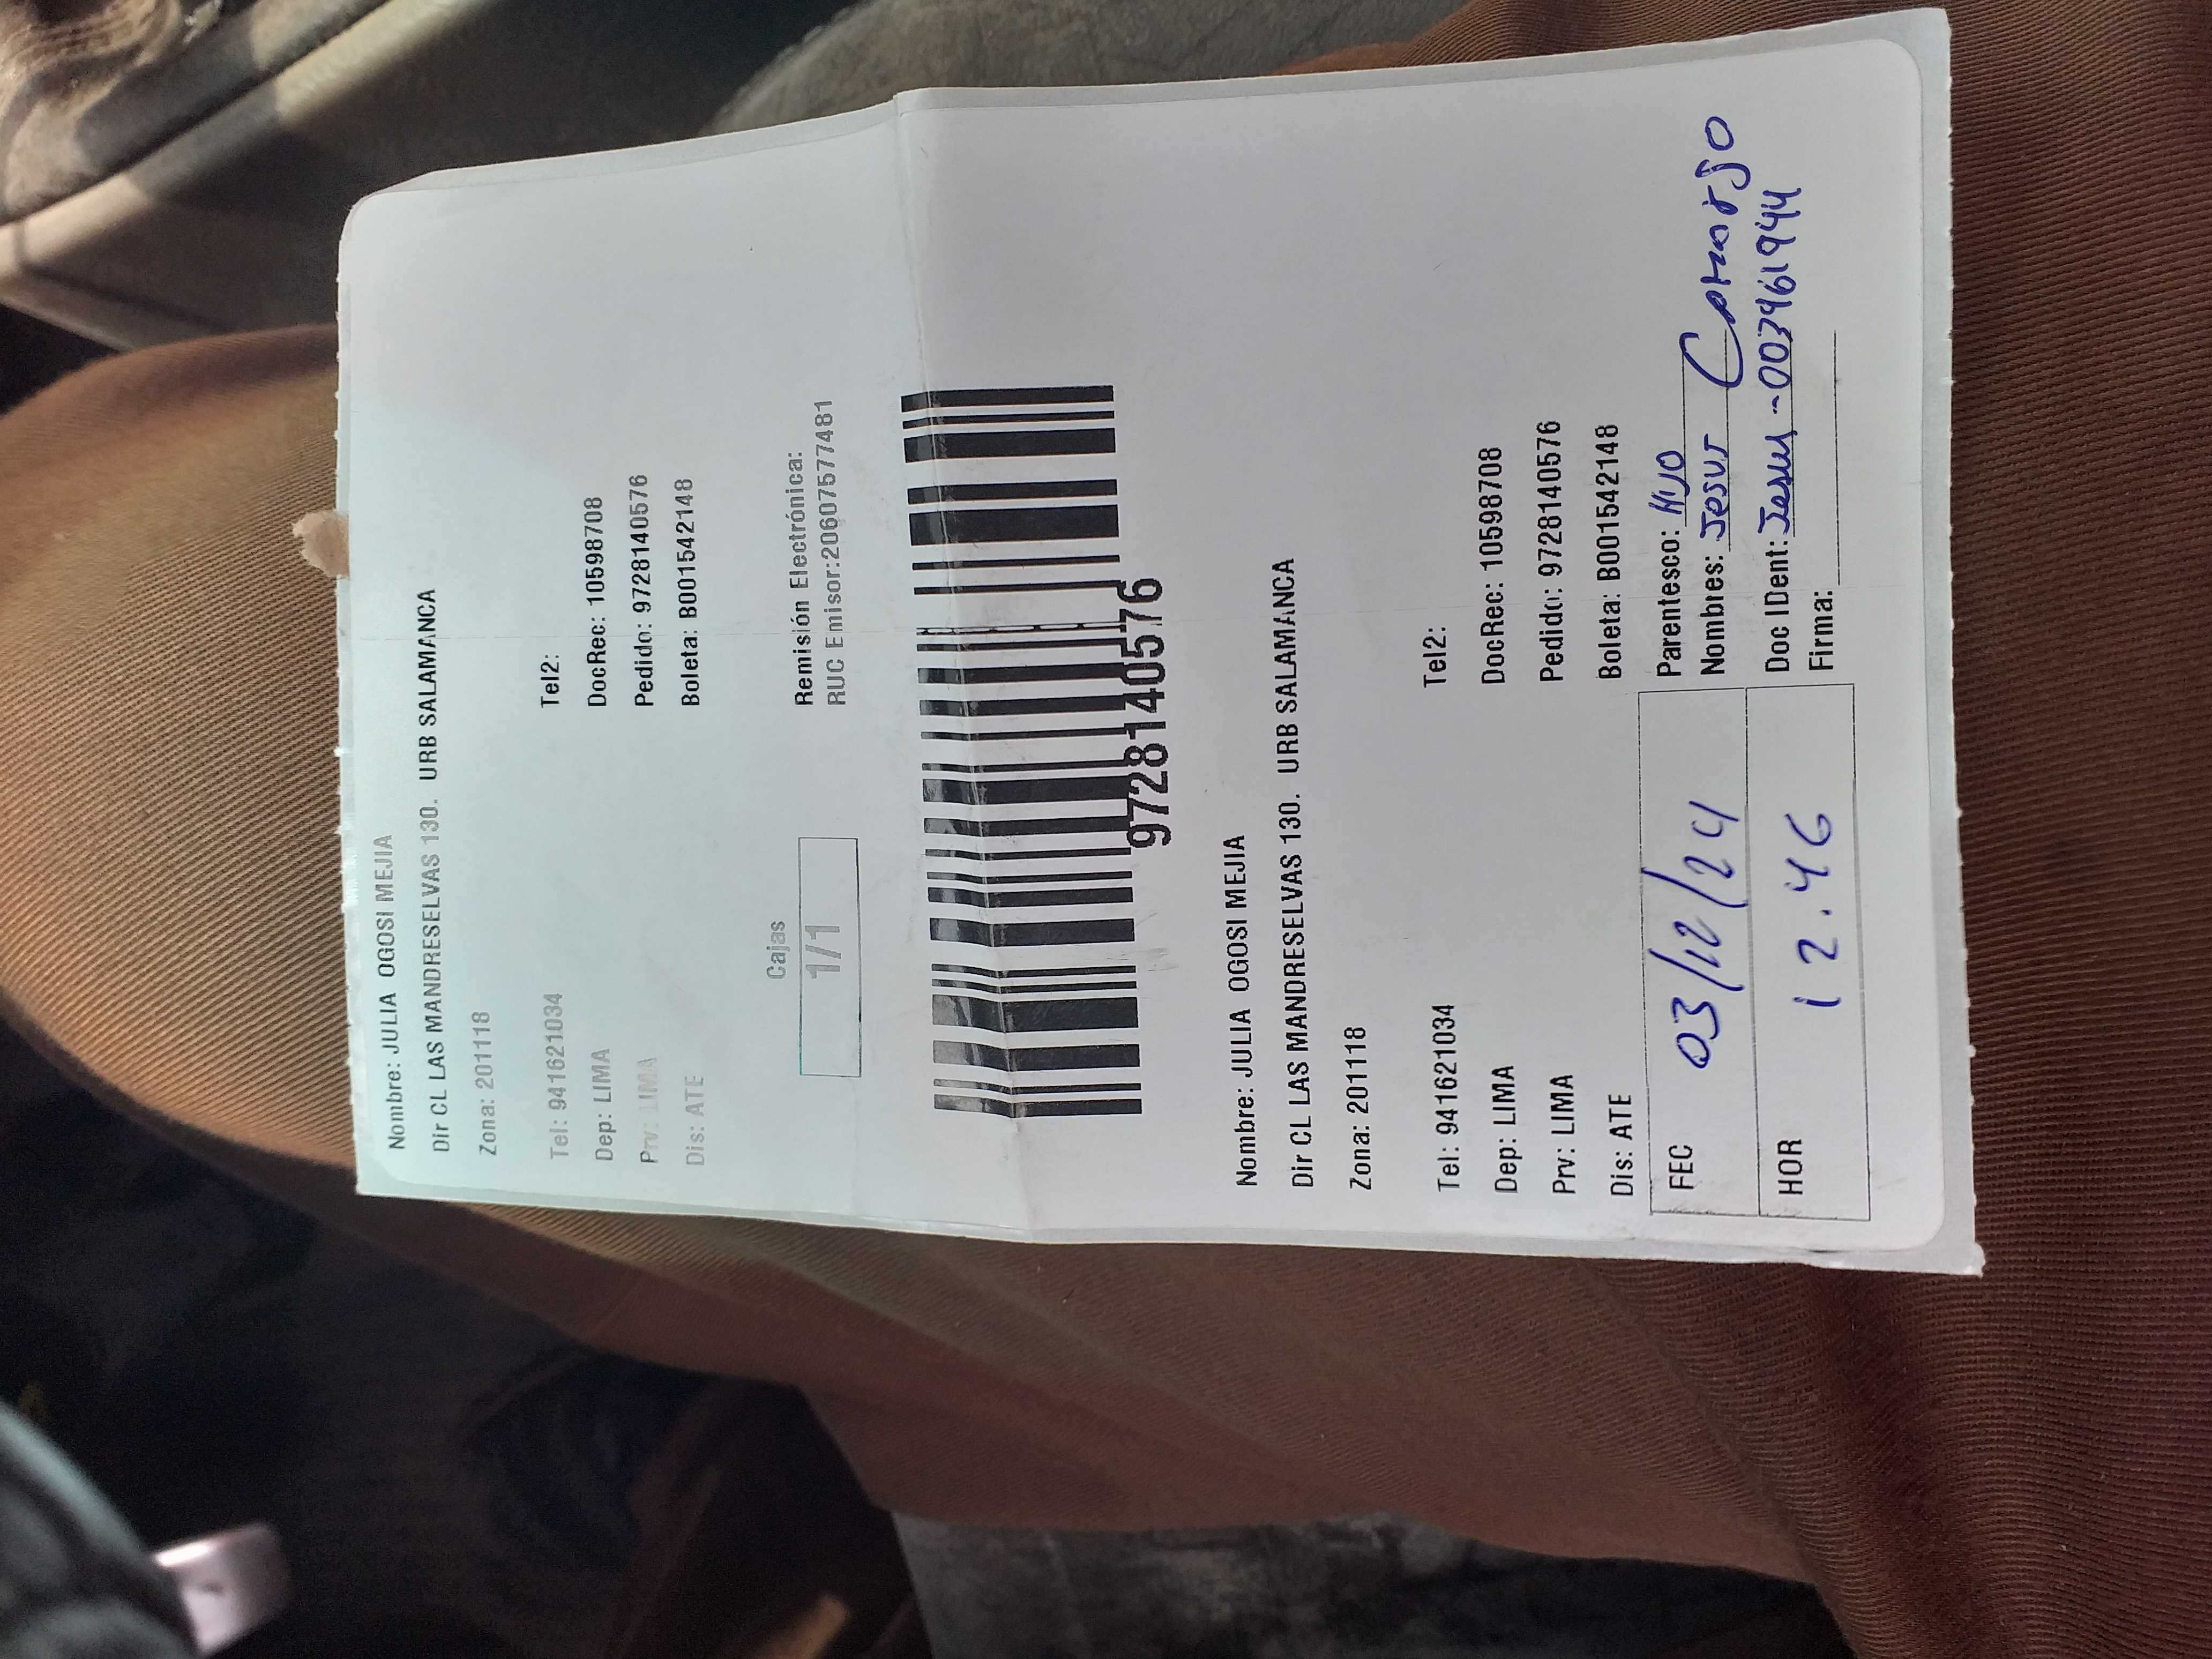 Nombre: JULIA OGOSI MEJIA
Dir CL LAS MANDRESELVAS 130. URB SALAMANCA
Zona: 201118
Tel: 941621034 Tel2:
Dep: LIMA DocRec: 10598708
Prv: LIMA Pedido: 9728140576
Dis: ATE Boleta: B001542148
Cajas
1/1
Remisión Electrónica:
RUC Emisor:20607577481
9728140576
Nombre: JULIA OGOSI MEJIA
Dir CL LAS MANDRESELVAS 130. URB SALAMANCA
Zona: 201118
Tel: 941621034 Tel2:
Dep: LIMA DocRec: 10598708
Prv: LIMA Pedido: 9728140576
Dis: ATE Boleta: B001542148
FEC 03/12/24 Parentesco: HIJO
Nombres: Jesus
HOR 12.46 Doc IDent: Jesus - 003461944
Firma: